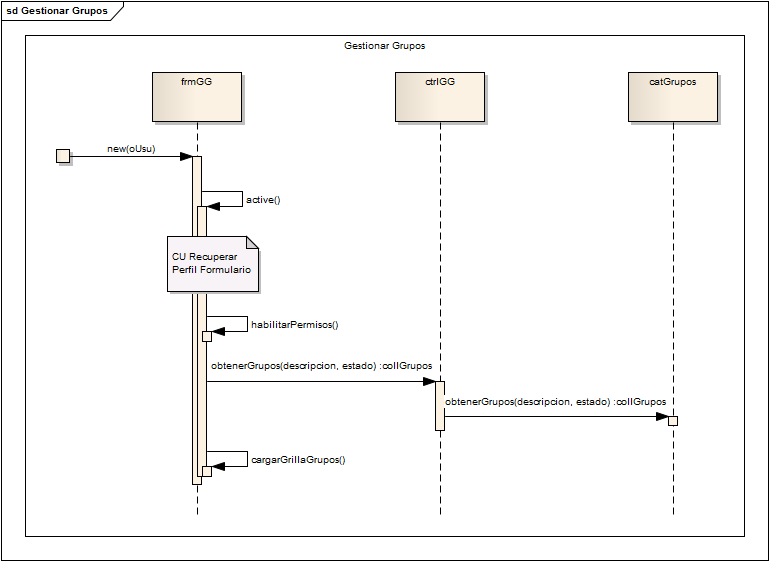 sd Gestionar Grupos
Gestionar Grupos
frmGG
ctrlGG
catGrupos
new(oUsu)
active()
CU Recuperar
Perfil Formulario
habilitarPermisos()
obtenerGrupos(descripcion, estado) :collGrupos
obtenerGrupos(descripcion, estado) :collGrupos
cargarGrillaGrupos()